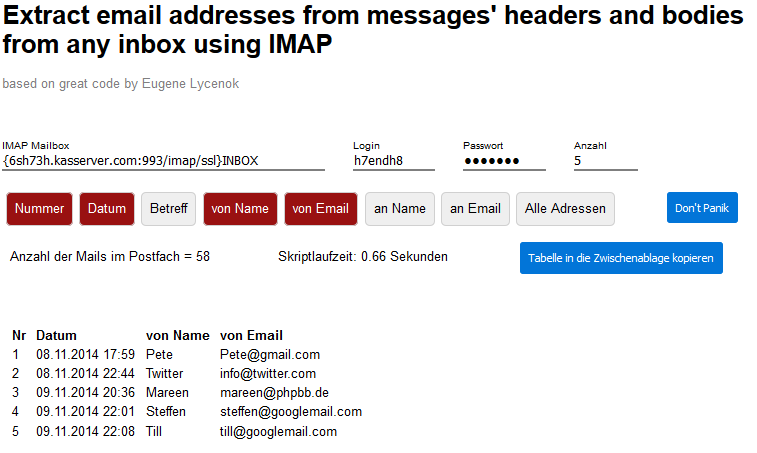 Extract email addresses from messages' headers and bodies
from any inbox using IMAP
based on great code by Eugene Lycenok
IMAP Mailbox Login Passwort Anzahl
{6sh73h.kasserver.com:993/imap/ssl}INBOX h7endh8 ●●●●●●● 5
Nummer Datum Betreff von Name von Email an Name an Email Alle Adressen Don't Panik
Anzahl der Mails im Postfach = 58 Skriptlaufzeit: 0.66 Sekunden Tabelle in die Zwischenablage kopieren
Nr Datum von Name von Email
1 08.11.2014 17:59 Pete Pete@gmail.com
2 08.11.2014 22:44 Twitter info@twitter.com
3 09.11.2014 20:36 Mareen mareen@phpbb.de
4 09.11.2014 22:01 Steffen steffen@googlemail.com
5 09.11.2014 22:08 Till till@googlemail.com